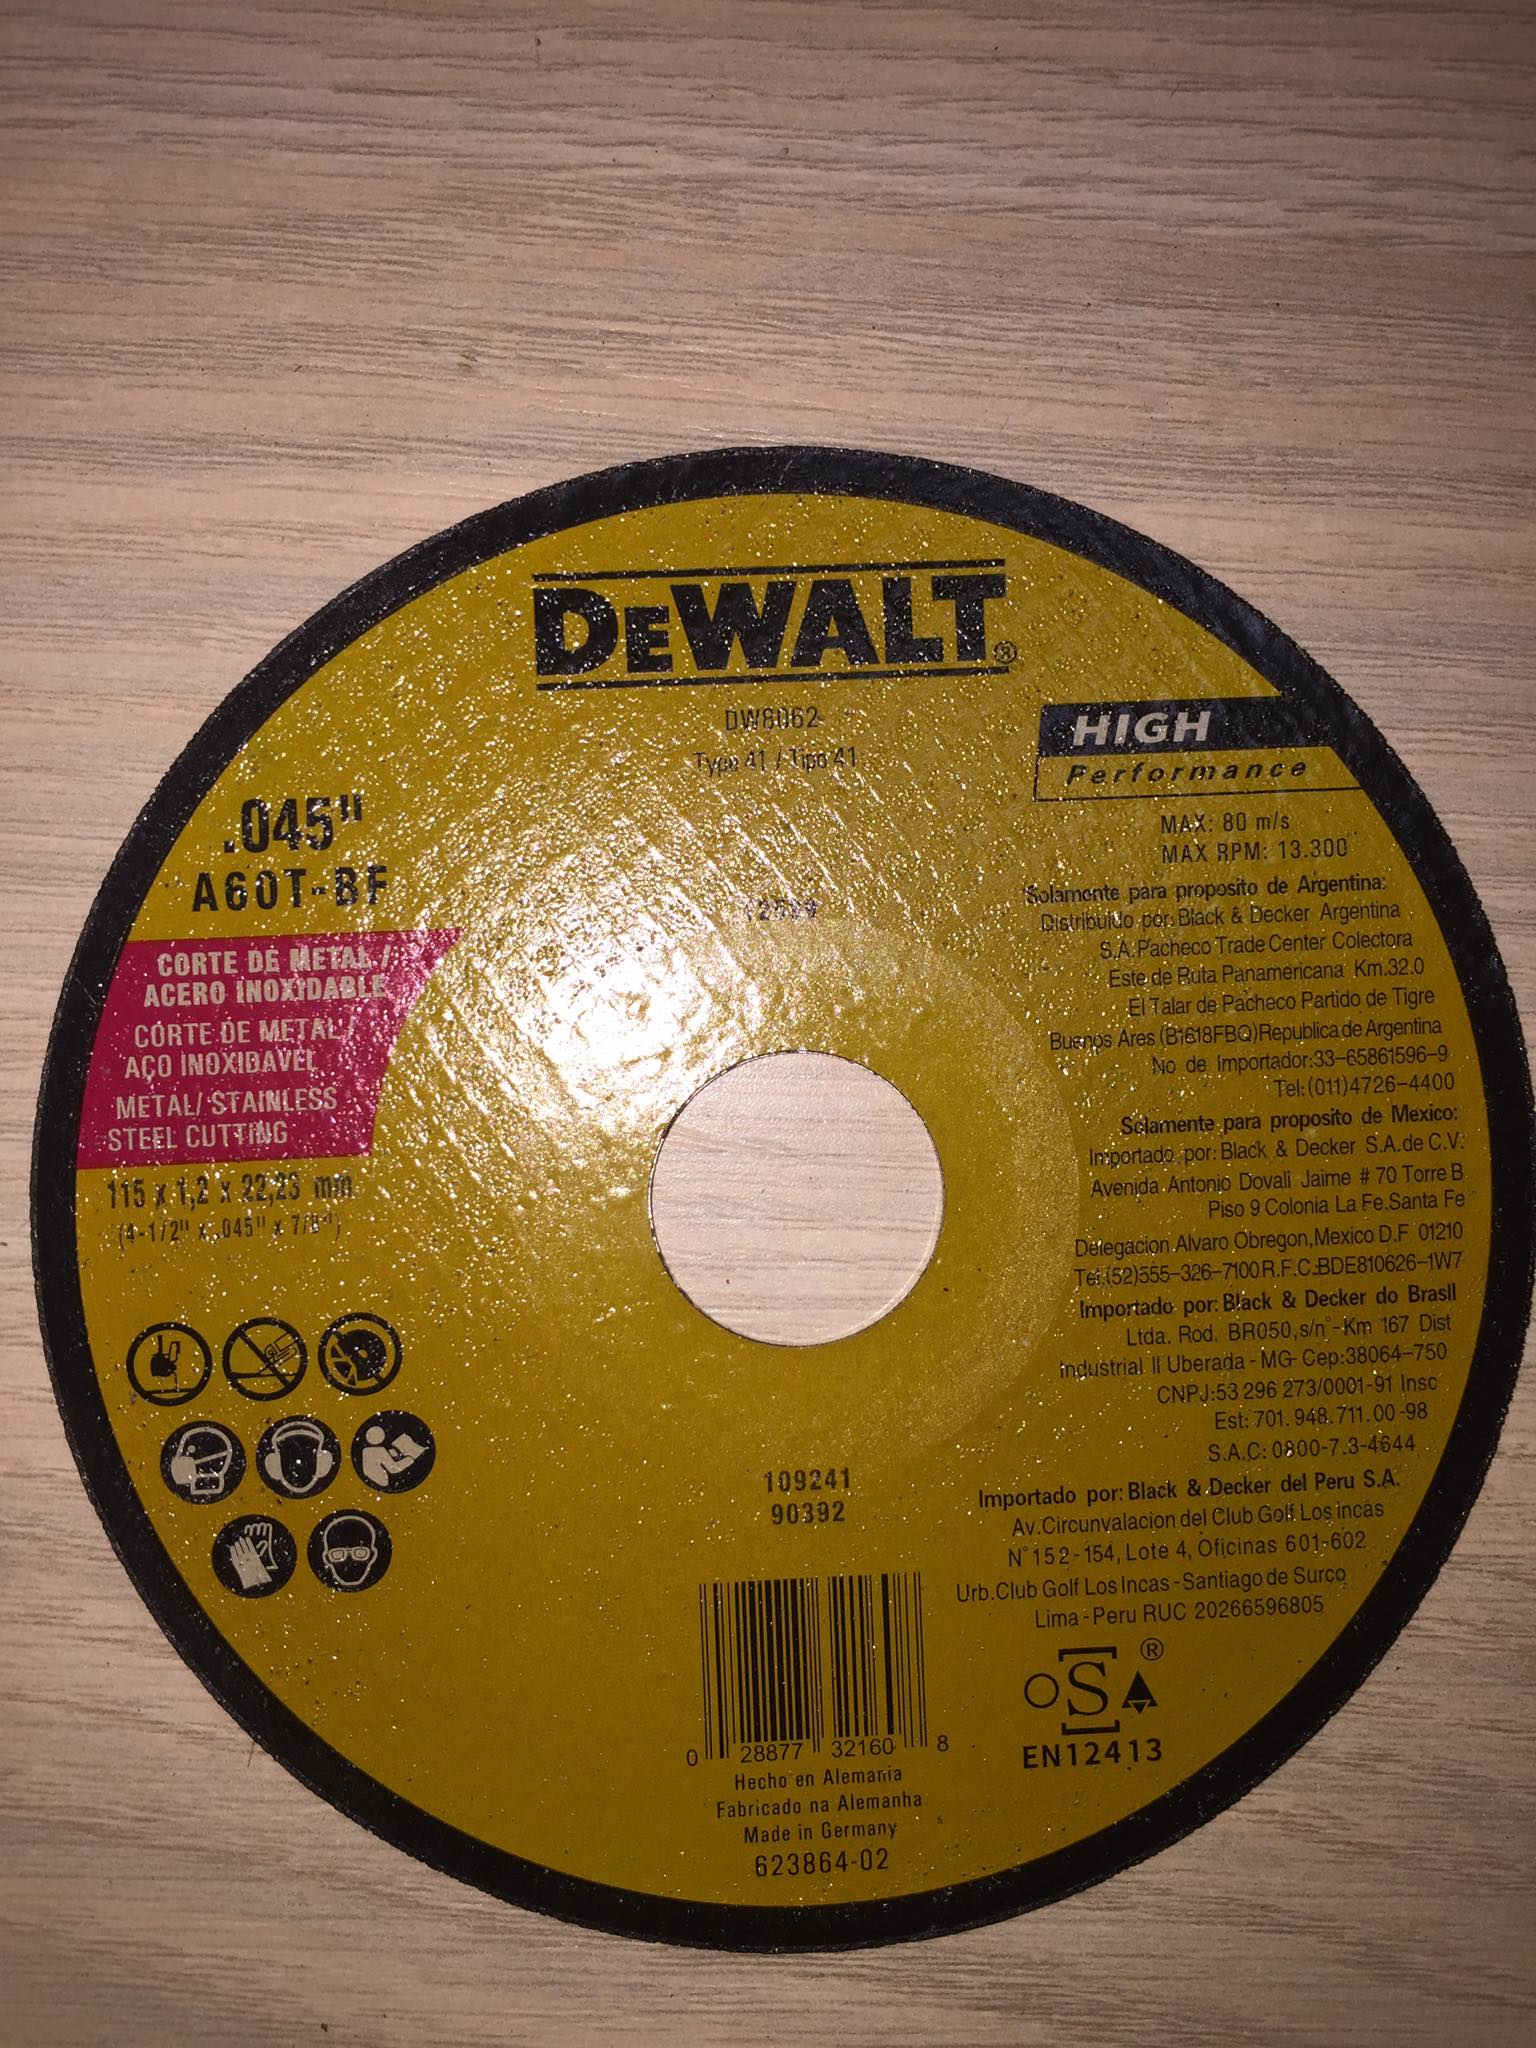 DEWALT®
DW8062
Type 41 / Tipo 41
HIGH
Performance
MAX: 80 m/s
MAX RPM: 13.300
.045"
A60T-BF
CORTE DE METAL /
ACERO INOXIDABLE
CORTE DE METAL /
AÇO INOXIDAVEL
METAL/ STAINLESS
STEEL CUTTING
115 x 1,2 x 22,23 mm
(4-1/2" x .045" x 7/8")
Solamente para proposito de Argentina:
Distribuido por: Black & Decker Argentina
S.A. Pacheco Trade Center Colectora
Este de Ruta Panamericana Km.32.0
El Talar de Pacheco Partido de Tigre
Buenos Ares (B1618FBQ) Republica de Argentina
No de Importador:33-65861596-9
Tel:(011)4726-4400
Solamente para proposito de Mexico:
Importado por: Black & Decker S.A. de C.V.
Avenida Antonio Dovali Jaime # 70 Torre B
Piso 9 Colonia La Fe.Santa Fe
Delegacion.Alvaro Obregon,Mexico D.F 01210
Tel.(52)555-326-7100R.F.C:BDE810626-1W7
Importado por: Black & Decker do Brasll
Ltda. Rod. BR050,s/n°-Km 167 Dist
Industrial II Uberada - MG- Cep:38064-750
CNPJ:53 296 273/0001-91 Insc
Est: 701. 948. 711. 00 -98
S.A.C: 0800-7.3-4644
Importado por: Black & Decker del Peru S.A.
Av.Circunvalacion del Club Golf Los incas
N°152-154, Lote 4, Oficinas 601-602
Urb.Club Golf Los Incas - Santiago de Surco
Lima - Peru RUC 20266596805
OSA®
EN12413
109241
90392
0 28877 32160 8
Hecho en Alemania
Fabricado na Alemanha
Made in Germany
623864-02